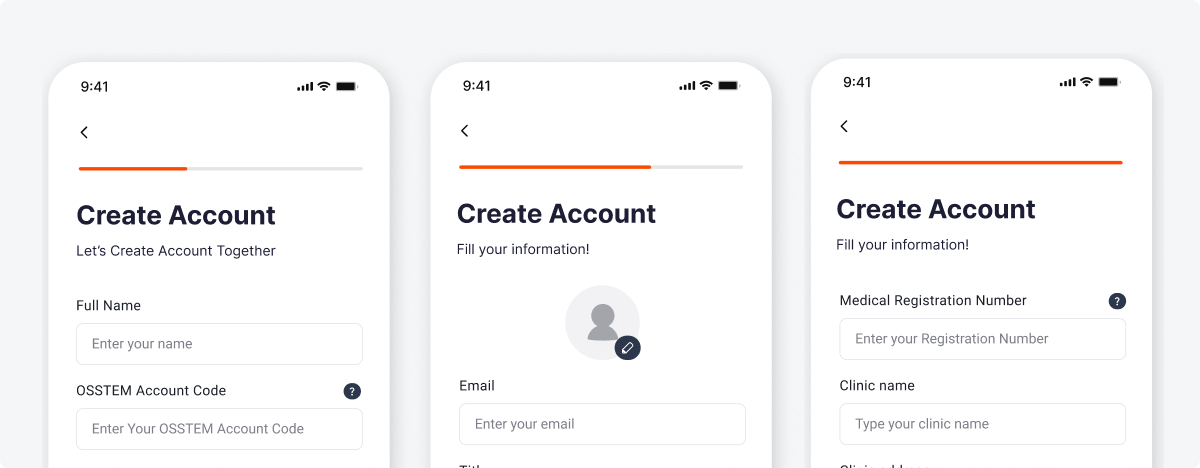 9:41
Create Account
Let's Create Account Together
Full Name
Enter your name
OSSTEM Account Code
?
Enter Your OSSTEM Account Code
9:41
Create Account
Fill your information!
Email
Enter your email
9:41
Create Account
Fill your information!
Medical Registration Number
?
Enter your Registration Number
Clinic name
Type your clinic name